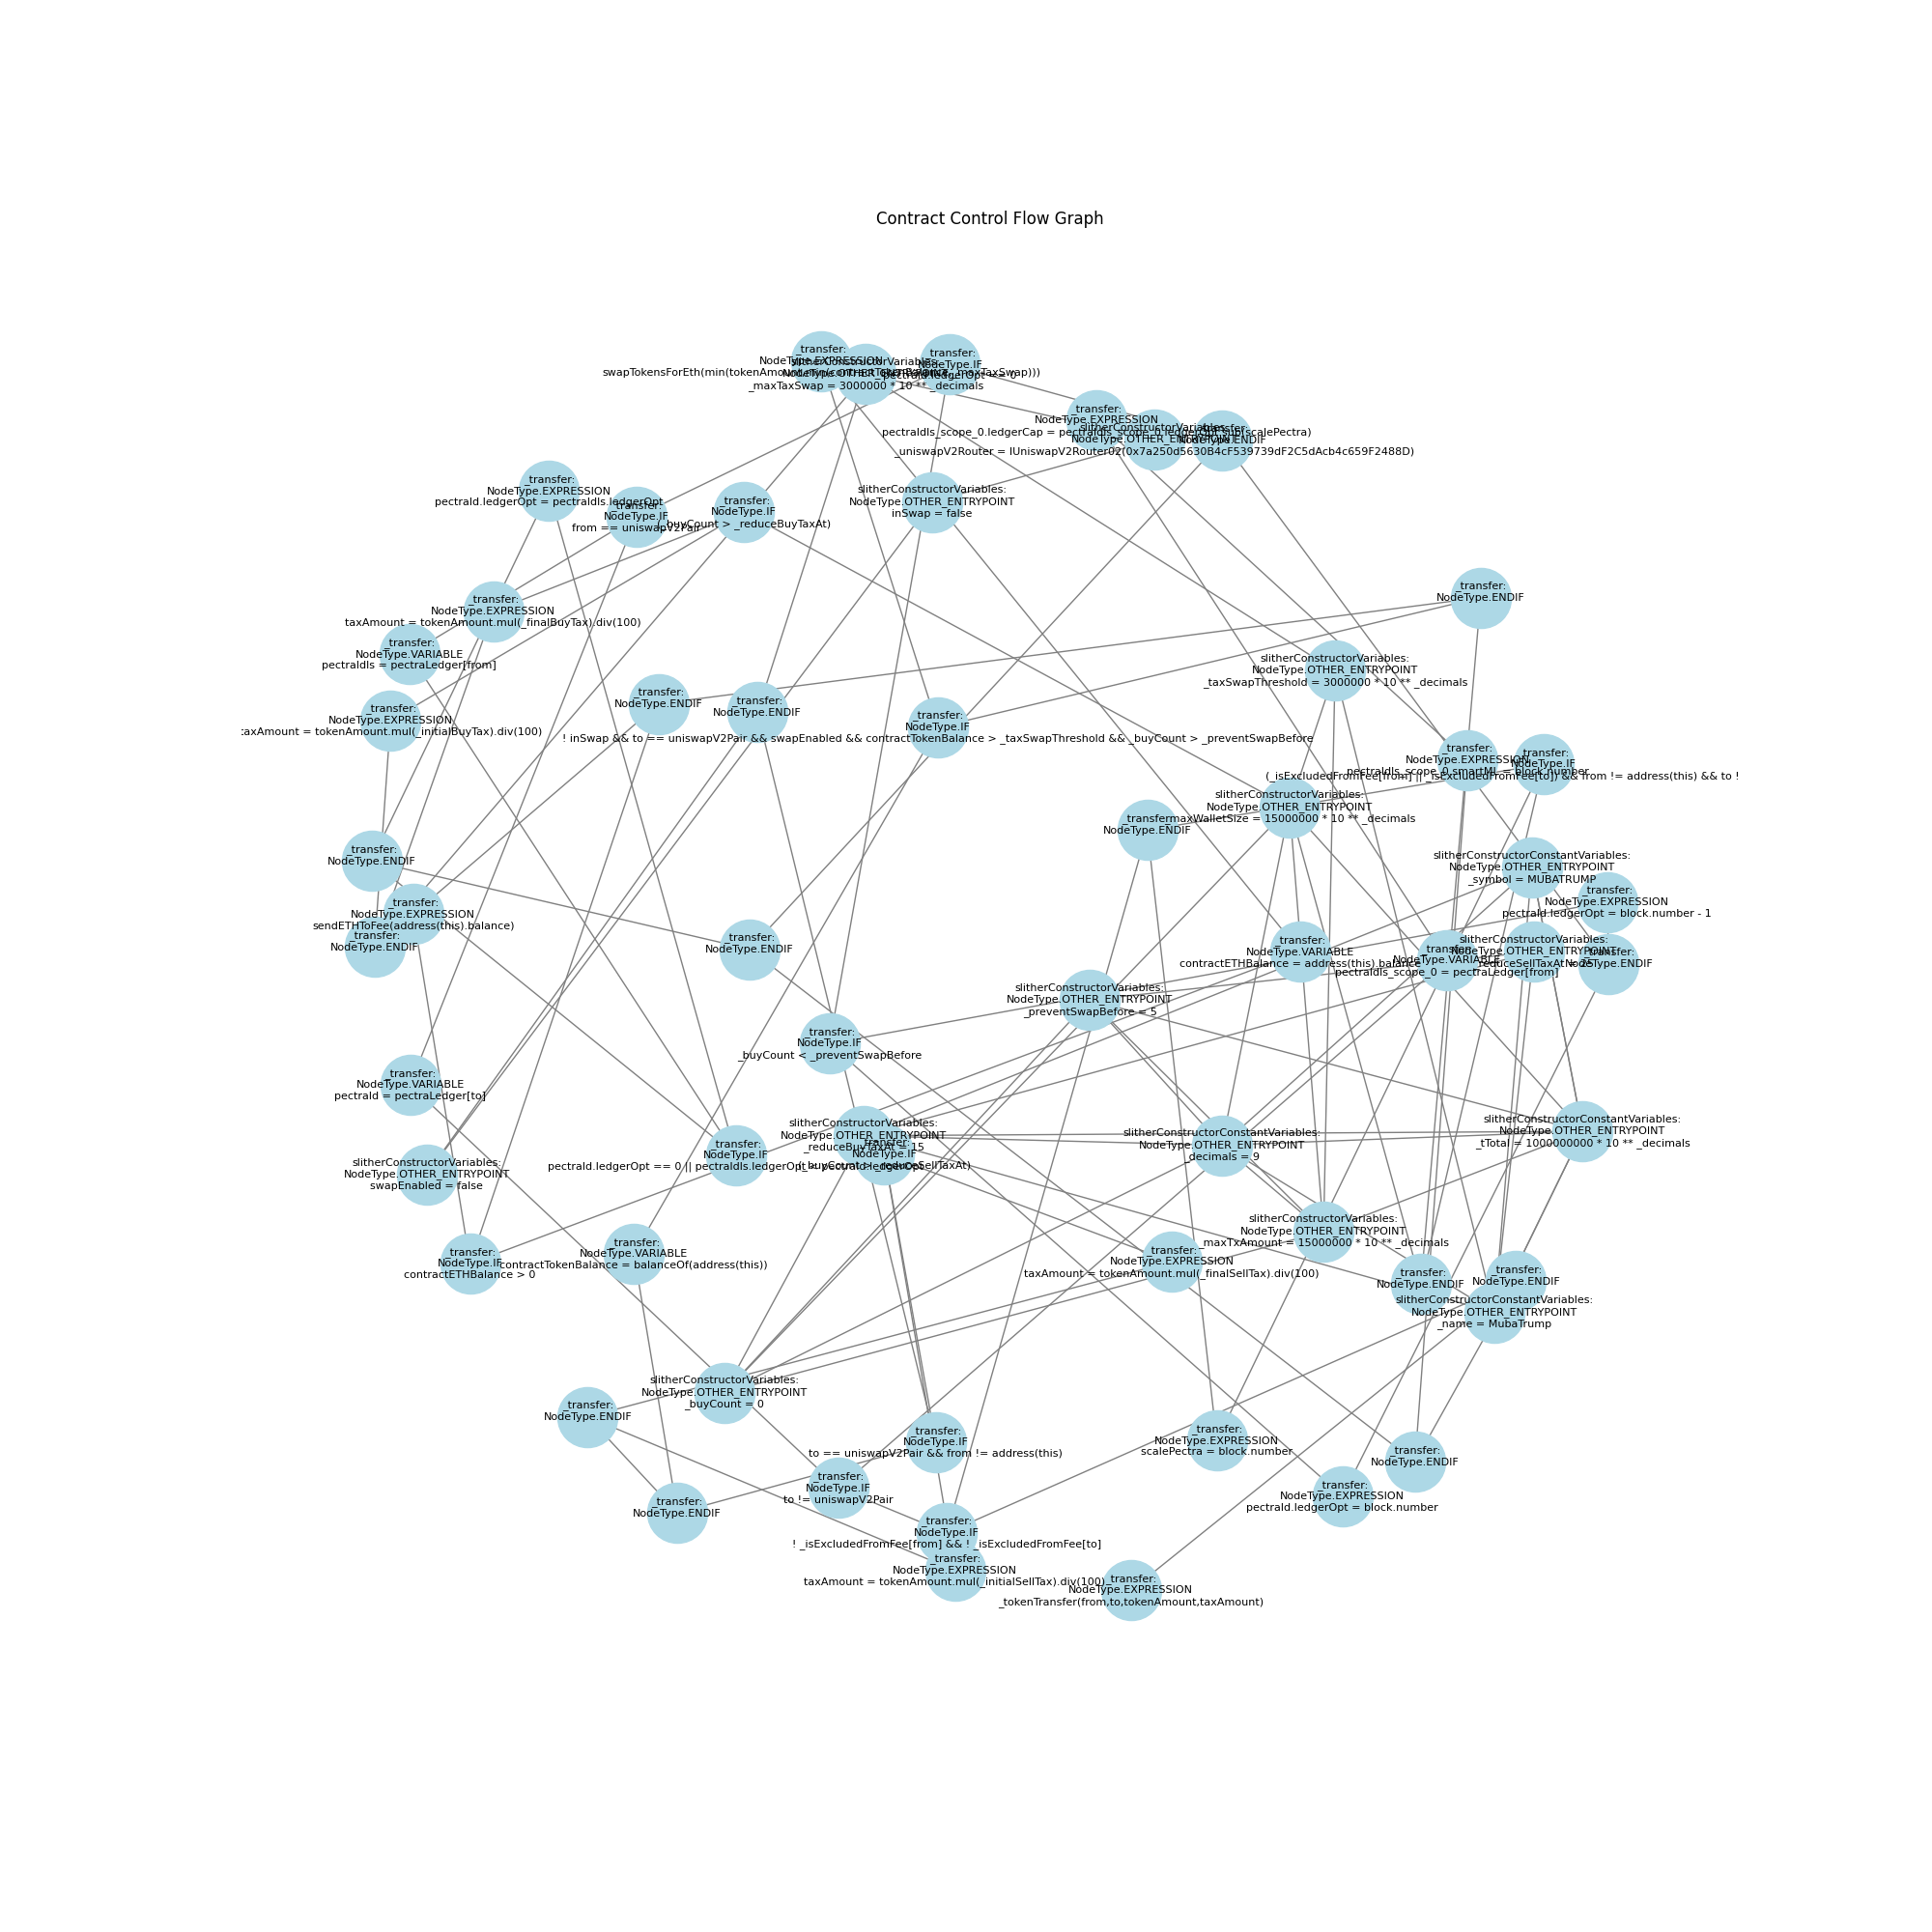 Contract Control Flow Graph
_transfer:
NodeType.EXPRESSION
swapTokensForEth(min(tokenAmount,min(contractTokenBalance,_maxTaxSwap)))
slitherConstructorVariables:
NodeType.OTHER_ENTRYPOINT
_maxTaxSwap = 3000000 * 10 ** _decimals
_transfer:
NodeType.IF
pectraId.ledgerOpt == 0
_transfer:
NodeType.EXPRESSION
pectraIdIs_scope_0.ledgerCap = pectraIdIs_scope_0.ledgerOpt.sub(scalePectra)
slitherConstructorVariables:
NodeType.OTHER_ENTRYPOINT
_uniswapV2Router = IUniswapV2Router02(0x7a250d5630B4cF539739dF2C5dAcb4c659F2488D)
_transfer:
NodeType.ENDIF
_transfer:
NodeType.EXPRESSION
pectraId.ledgerOpt = pectraIdIs.ledgerOpt
_transfer:
NodeType.IF
from == uniswapV2Pair
_transfer:
NodeType.IF
(_buyCount > _reduceBuyTaxAt)
slitherConstructorVariables:
NodeType.OTHER_ENTRYPOINT
inSwap = false
_transfer:
NodeType.EXPRESSION
taxAmount = tokenAmount.mul(_finalBuyTax).div(100)
_transfer:
NodeType.ENDIF
_transfer:
NodeType.VARIABLE
pectraIdIs = pectraLedger[from]
slitherConstructorVariables:
NodeType.OTHER_ENTRYPOINT
_taxSwapThreshold = 3000000 * 10 ** _decimals
_transfer:
NodeType.EXPRESSION
:axAmount = tokenAmount.mul(_initialBuyTax).div(100)
_transfer:
NodeType.ENDIF
_transfer:
NodeType.ENDIF
_transfer:
NodeType.IF
! inSwap && to == uniswapV2Pair && swapEnabled && contractTokenBalance > _taxSwapThreshold && _buyCount > _preventSwapBefore
_transfer:
NodeType.EXPRESSION
pectraIdIs_scope_0.smartML = block.number
_transfer:
NodeType.IF
(_isExcludedFromFee[from] || _isExcludedFromFee[to]) && from != address(this) && to !
slitherConstructorVariables:
NodeType.OTHER_ENTRYPOINT
maxWalletSize = 15000000 * 10 ** _decimals
_transfer:
NodeType.ENDIF
_transfer:
NodeType.ENDIF
slitherConstructorConstantVariables:
NodeType.OTHER_ENTRYPOINT
_symbol = MUBATRUMP
_transfer:
NodeType.EXPRESSION
pectraId.ledgerOpt = block.number - 1
_transfer:
NodeType.EXPRESSION
sendETHToFee(address(this).balance)
_transfer:
NodeType.ENDIF
_transfer:
NodeType.ENDIF
_transfer:
NodeType.VARIABLE
contractETHBalance = address(this).balance
_transfer:
NodeType.VARIABLE
pectraIdIs_scope_0 = pectraLedger[from]
slitherConstructorVariables:
NodeType.OTHER_ENTRYPOINT
_reduceSellTaxAt = 25
_transfer:
NodeType.ENDIF
slitherConstructorVariables:
NodeType.OTHER_ENTRYPOINT
_preventSwapBefore = 5
_transfer:
NodeType.IF
_buyCount < _preventSwapBefore
_transfer:
NodeType.VARIABLE
pectraId = pectraLedger[to]
slitherConstructorVariables:
NodeType.OTHER_ENTRYPOINT
_reduceBuyTaxAt = 15
_transfer:
NodeType.IF
(_buyCount > _reduceSellTaxAt)
_transfer:
NodeType.IF
pectraId.ledgerOpt == 0 || pectraIdIs.ledgerOpt < pectraId.ledgerOpt
slitherConstructorConstantVariables:
NodeType.OTHER_ENTRYPOINT
_decimals = 9
slitherConstructorConstantVariables:
NodeType.OTHER_ENTRYPOINT
_tTotal = 1000000000 * 10 ** _decimals
slitherConstructorVariables:
NodeType.OTHER_ENTRYPOINT
swapEnabled = false
slitherConstructorVariables:
NodeType.OTHER_ENTRYPOINT
_maxTxAmount = 15000000 * 10 ** _decimals
_transfer:
NodeType.IF
contractETHBalance > 0
_transfer:
NodeType.VARIABLE
contractTokenBalance = balanceOf(address(this))
_transfer:
NodeType.EXPRESSION
taxAmount = tokenAmount.mul(_finalSellTax).div(100)
_transfer:
NodeType.ENDIF
_transfer:
NodeType.ENDIF
slitherConstructorConstantVariables:
NodeType.OTHER_ENTRYPOINT
_name = MubaTrump
slitherConstructorVariables:
NodeType.OTHER_ENTRYPOINT
_buyCount = 0
_transfer:
NodeType.ENDIF
_transfer:
NodeType.IF
to == uniswapV2Pair && from != address(this)
_transfer:
NodeType.EXPRESSION
scalePectra = block.number
_transfer:
NodeType.ENDIF
_transfer:
NodeType.IF
to != uniswapV2Pair
_transfer:
NodeType.EXPRESSION
pectraId.ledgerOpt = block.number
_transfer:
NodeType.ENDIF
_transfer:
NodeType.IF
! _isExcludedFromFee[from] && ! _isExcludedFromFee[to]
_transfer:
NodeType.EXPRESSION
taxAmount = tokenAmount.mul(_initialSellTax).div(100)
_transfer:
NodeType.EXPRESSION
_tokenTransfer(from,to,tokenAmount,taxAmount)